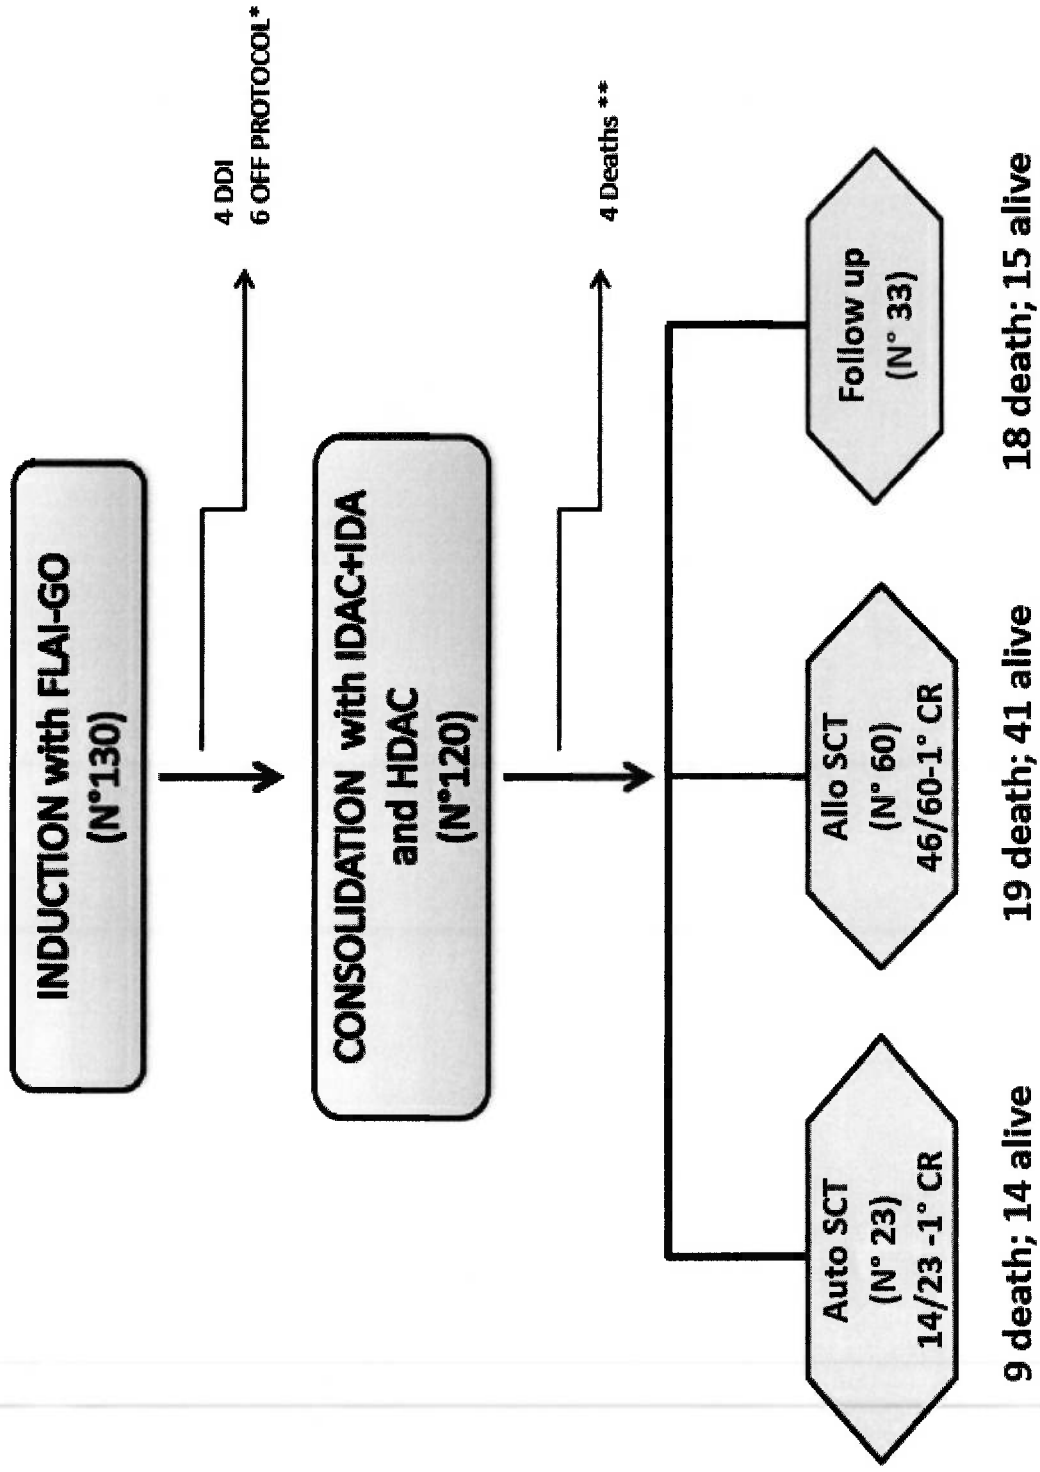 INDUCTION with FLAI-GO
(N°130)
4 DDI
6 OFF PROTOCOL*
CONSOLIDATION with IDAC+IDA
and HDAC
(N°120)
4 Deaths **
Auto SCT
(N° 23)
14/23 -1° CR
Allo SCT
(N° 60)
46/60-1° CR
Follow up
(N° 33)
9 death; 14 alive
19 death; 41 alive
18 death; 15 alive